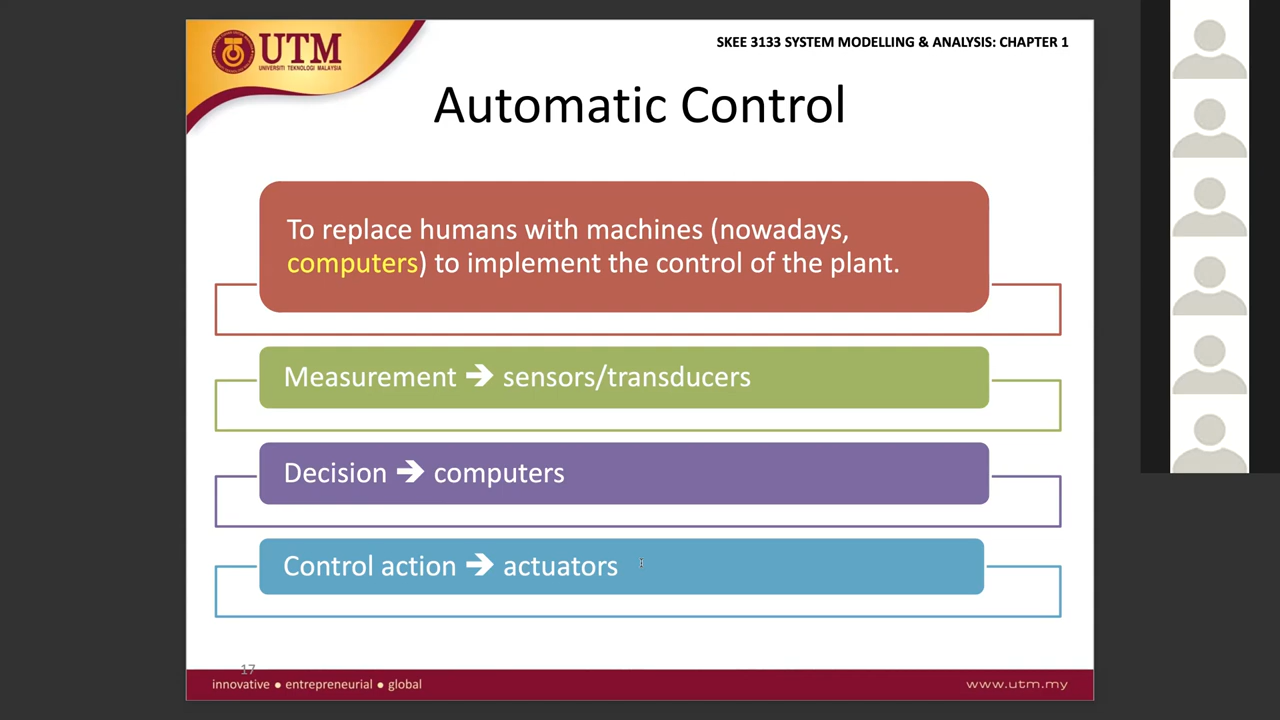 UTM
UNIVERSITI TEKNOLOGI MALAYSIA
SKEE 3133 SYSTEM MODELLING & ANALYSIS: CHAPTER 1
Automatic Control
To replace humans with machines (nowadays,
computers) to implement the control of the plant.
Measurement ➔ sensors/transducers
Decision ➔ computers
Control action ➔ actuators
17
innovative ● entrepreneurial ● global
www.utm.my